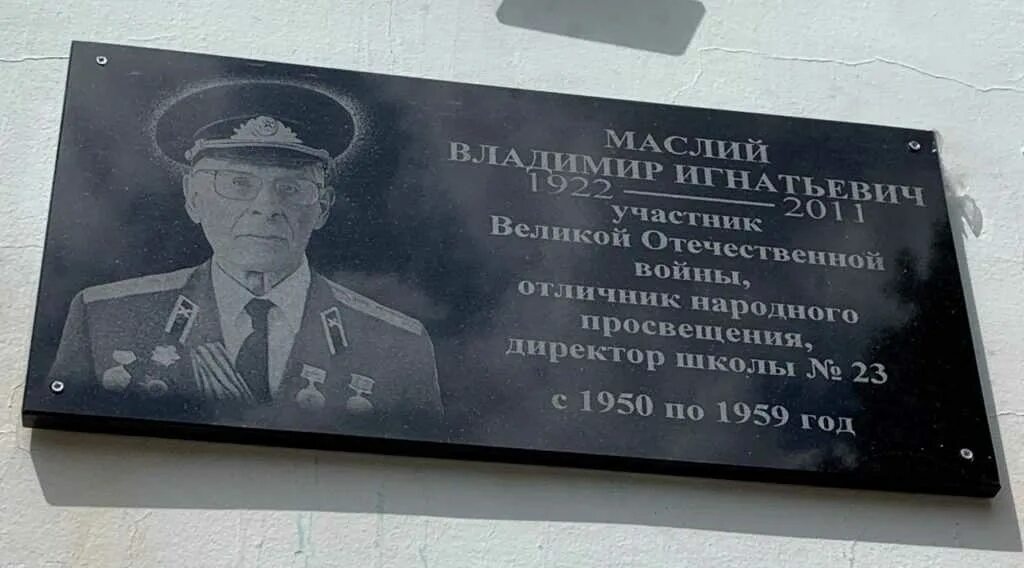 МАСЛИЙ
ВЛАДИМИР ИГНАТЬЕВИЧ
1922 — 2011
участник
Великой Отечественной
войны,
отличник народного
просвещения,
директор школы № 23
с 1950 по 1959 год